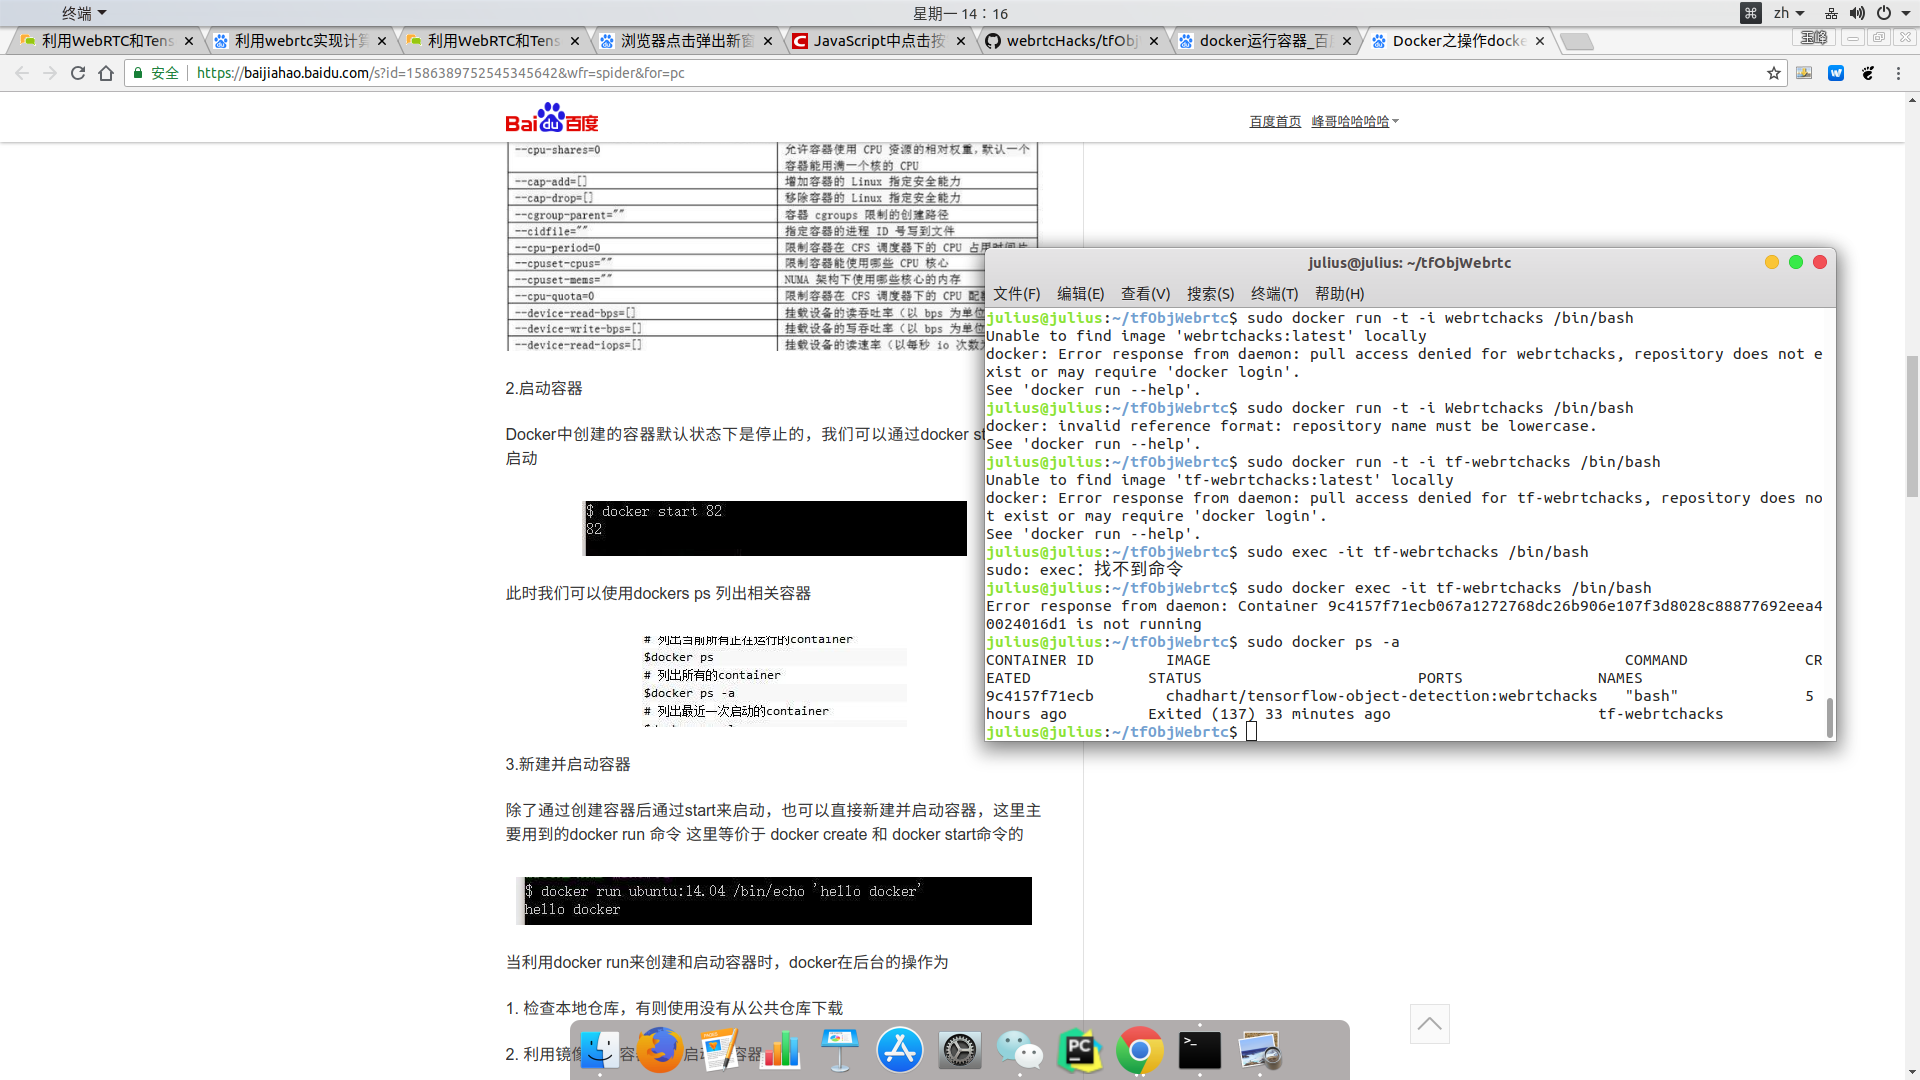 终端
星期一 14：16
zh
利用WebRTC和Tens
利用webrtc实现计算
利用WebRTC和Tens
浏览器点击弹出新窗
JavaScript中点击按
webrtcHacks/tfObj
docker运行容器_百度
Docker之操作docke
王峰
安全
https://baijiahao.baidu.com/s?id=1586389752545345642&wfr=spider&for=pc
Bai du 百度
百度首页 峰哥哈哈哈哈
--cpu-shares=0 允许容器使用 CPU 资源的相对权重,默认一个
容器能用满一个核的 CPU
--cap-add=[] 增加容器的 Linux 指定安全能力
--cap-drop=[] 移除容器的 Linux 指定安全能力
--cgroup-parent="" 容器 cgroups 限制的创建路径
--cidfile="" 指定容器的进程 ID 号写到文件
--cpu-period=0 限制容器在 CFS 调度器下的 CPU 占用时间片
--cpuset-cpus="" 限制容器能使用哪些 CPU 核心
--cpuset-mems="" NUMA 架构下使用哪些核心的内存
--cpu-quota=0 限制容器在 CFS 调度器下的 CPU 配
--device-read-bps=[] 挂载设备的读吞吐率（以 bps 为单位
--device-write-bps=[] 挂载设备的写吞吐率（以 bps 为单位
--device-read-iops=[] 挂载设备的读速率（以每秒 io 次数为
2.启动容器
Docker中创建的容器默认状态下是停止的，我们可以通过docker st
启动
$ docker start 82
82
此时我们可以使用dockers ps 列出相关容器
# 列出当前所有正在运行的container
$docker ps
# 列出所有的container
$docker ps -a
# 列出最近一次启动的container
3.新建并启动容器
除了通过创建容器后通过start来启动，也可以直接新建并启动容器，这里主
要用到的docker run 命令 这里等价于 docker create 和 docker start命令的
$ docker run ubuntu:14.04 /bin/echo 'hello docker'
hello docker
当利用docker run来创建和启动容器时，docker在后台的操作为
1. 检查本地仓库，有则使用没有从公共仓库下载
2. 利用镜像
julius@julius: ~/tfObjWebrtc
文件(F) 编辑(E) 查看(V) 搜索(S) 终端(T) 帮助(H)
julius@julius:~/tfObjWebrtc$ sudo docker run -t -i webrtchacks /bin/bash
Unable to find image 'webrtchacks:latest' locally
docker: Error response from daemon: pull access denied for webrtchacks, repository does not e
xist or may require 'docker login'.
See 'docker run --help'.
julius@julius:~/tfObjWebrtc$ sudo docker run -t -i Webrtchacks /bin/bash
docker: invalid reference format: repository name must be lowercase.
See 'docker run --help'.
julius@julius:~/tfObjWebrtc$ sudo docker run -t -i tf-webrtchacks /bin/bash
Unable to find image 'tf-webrtchacks:latest' locally
docker: Error response from daemon: pull access denied for tf-webrtchacks, repository does no
t exist or may require 'docker login'.
See 'docker run --help'.
julius@julius:~/tfObjWebrtc$ sudo exec -it tf-webrtchacks /bin/bash
sudo: exec：找不到命令
julius@julius:~/tfObjWebrtc$ sudo docker exec -it tf-webrtchacks /bin/bash
Error response from daemon: Container 9c4157f71ecb067a1272768dc26b906e107f3d8028c88877692eea4
0024016d1 is not running
julius@julius:~/tfObjWebrtc$ sudo docker ps -a
CONTAINER ID IMAGE COMMAND CR
EATED STATUS PORTS NAMES
9c4157f71ecb chadhart/tensorflow-object-detection:webrtchacks "bash" 5
hours ago Exited (137) 33 minutes ago tf-webrtchacks
julius@julius:~/tfObjWebrtc$